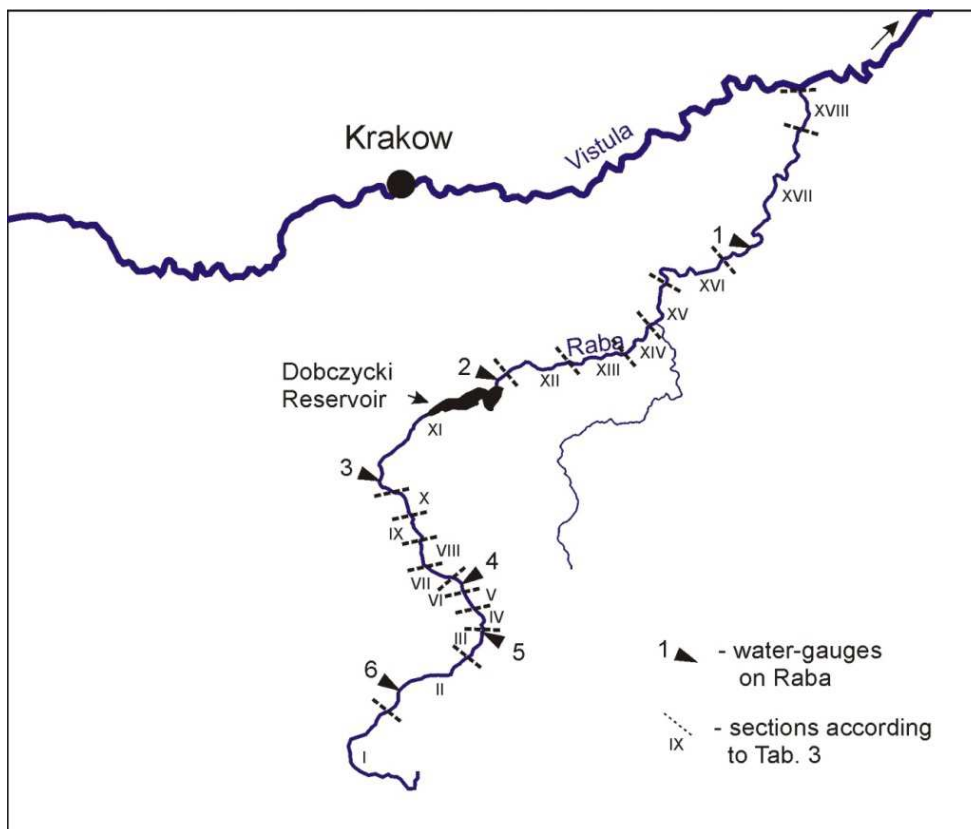 XVIII
Krakow
Vistula
XVII
1
XVI
XV
Raba
XIV
2
XII
XIII
Dobczycki
Reservoir
XI
3
X
IX
VIII
4
VII
VI
V
IV
III
5
1 - water-gauges
on Raba
6
II
- sections according
IX to Tab. 3
I